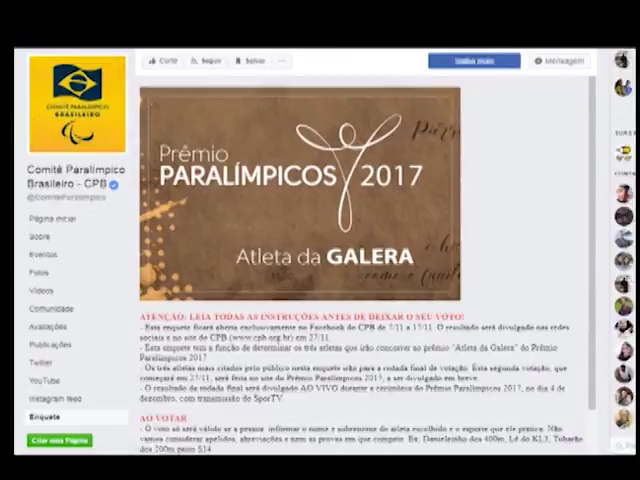 COMITÊ PARALÍMPICO
BRASILEIRO
Comitê Paralímpico
Brasileiro - CPB
@ComiteParalimpico
Página inicial
Sobre
Eventos
Fotos
Vídeos
Comunidade
Avaliações
Publicações
Twitter
YouTube
Instagram feed
Enquete
Criar uma Página
Curtir
Seguir
Salvar
Saiba mais
Mensagem
Prêmio
PARALÍMPICOS 2017
Atleta da GALERA
ATENÇÃO: LEIA TODAS AS INSTRUÇÕES ANTES DE DEIXAR O SEU VOTO!
- Esta enquete ficará aberta exclusivamente no Facebook do CPB de 7/11 a 17/11. O resultado será divulgado nas redes
sociais e no site do CPB (www.cpb.org.br) em 27/11.
- Esta enquete tem a função de determinar os três atletas que irão concorrer ao prêmio "Atleta da Galera" do Prêmio
Paralímpicos 2017
- Os três atletas mais citados pelo público nesta enquete irão para a rodada final de votação. Esta segunda votação, que
começará em 27/11, será feita no site do Prêmio Paralímpicos 2017, a ser divulgado em breve.
- O resultado da rodada final será divulgado AO VIVO durante a cerimônia do Prêmio Paralímpicos 2017, no dia 4 de
dezembro, com transmissão do SporTV.
AO VOTAR
- O voto só será válido se a pessoa informar o nome e sobrenome do atleta escolhido e o esporte que ele pratica. Não
vamos considerar apelidos, abreviações e nem as provas em que compete. Ex: Danielzinho dos 400m, Lé do KL3, Tubarão
dos 200m peito S14